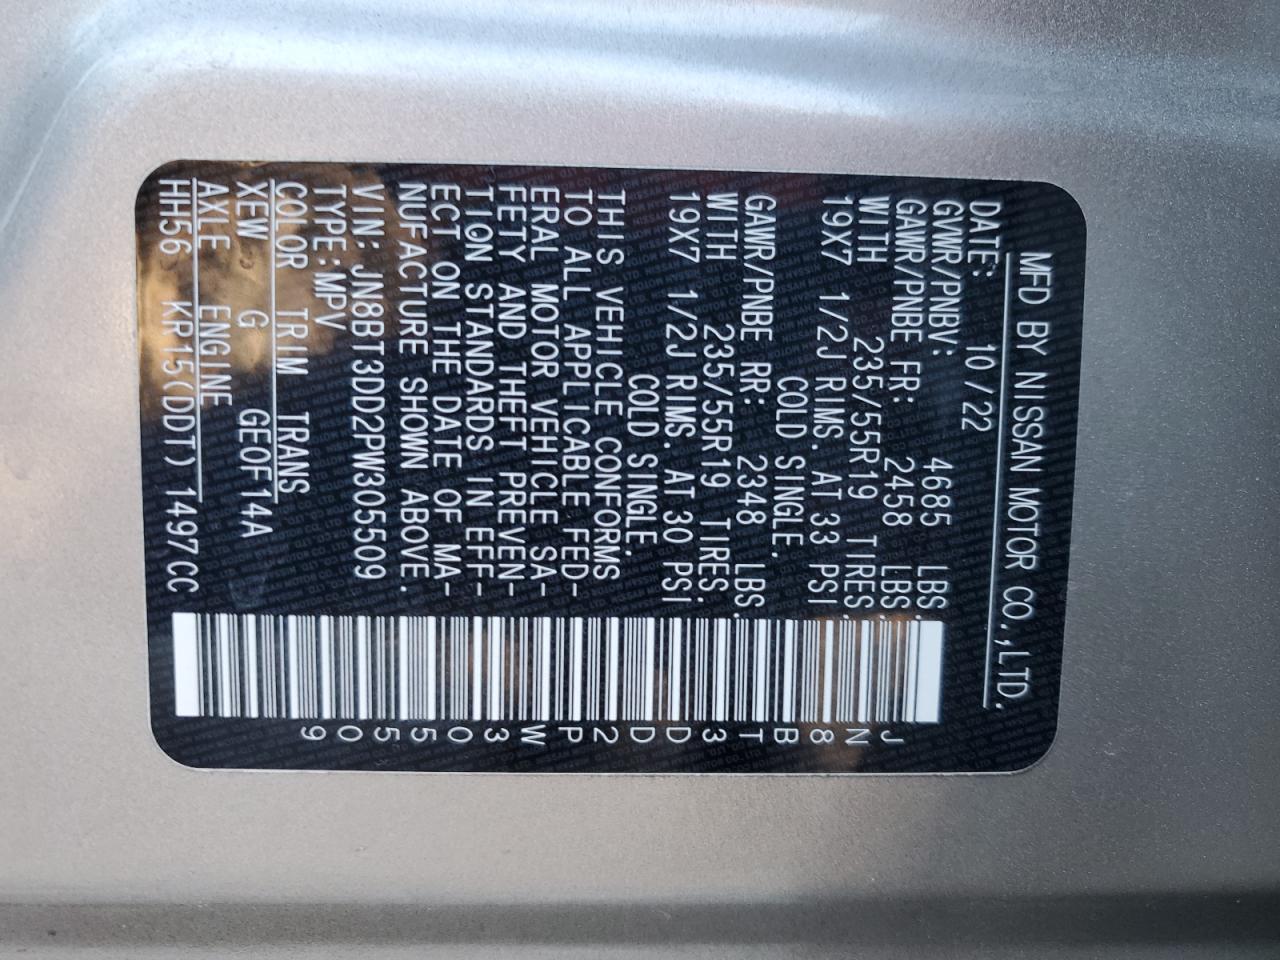 MFD BY NISSAN MOTOR CO.,LTD.
DATE: 10/22
GVWR/PNBV: 4685 LBS.
GAWR/PNBE FR: 2458 LBS.
WITH 235/55R19 TIRES,
19X7 1/2J RIMS. AT 33 PSI
COLD SINGLE.
GAWR/PNBE RR: 2348 LBS.
WITH 235/55R19 TIRES,
19X7 1/2J RIMS. AT 30 PSI
COLD SINGLE.
THIS VEHICLE CONFORMS
TO ALL APPLICABLE FED-
ERAL MOTOR VEHICLE SA-
FETY AND THEFT PREVEN-
TION STANDARDS IN EFF-
ECT ON THE DATE OF MA-
NUFACTURE SHOWN ABOVE.
VIN: JN8BT3DD2PW305509
TYPE:MPV
COLOR TRIM TRANS
XEW G GEOF14A
AXLE ENGINE
HH56 KR15(DDT) 1497CC
JN8BT3DD2PW305509